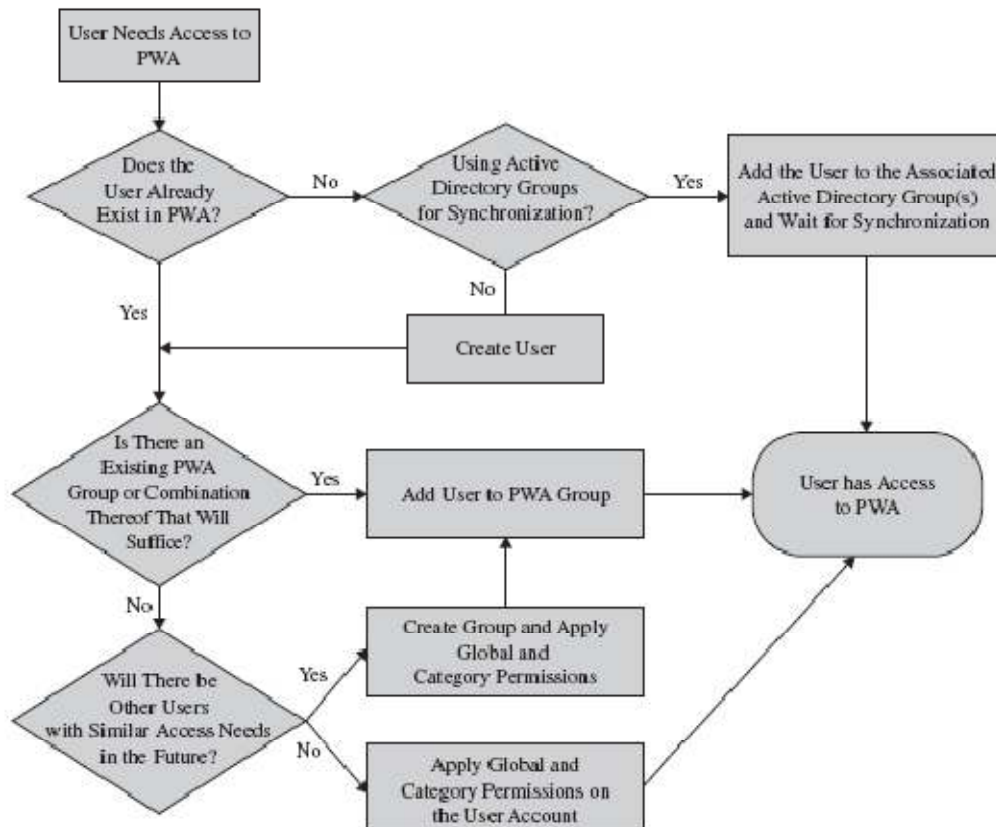 User Needs Access to
PWA
Does the
User Already
Exist in PWA?
No
Using Active
Directory Groups
for Synchronization?
Yes
Add the User to the Associated
Active Directory Group(s)
and Wait for Synchronization
No
Yes
Create User
Is There an
Existing PWA
Group or Combination
Thereof That Will
Suffice?
Yes
Add User to PWA Group
User has Access
to PWA
No
Create Group and Apply
Global and
Category Permissions
Will There be
Other Users
with Similar Access Needs
in the Future?
Yes
No
Apply Global and
Category Permissions on
the User Account